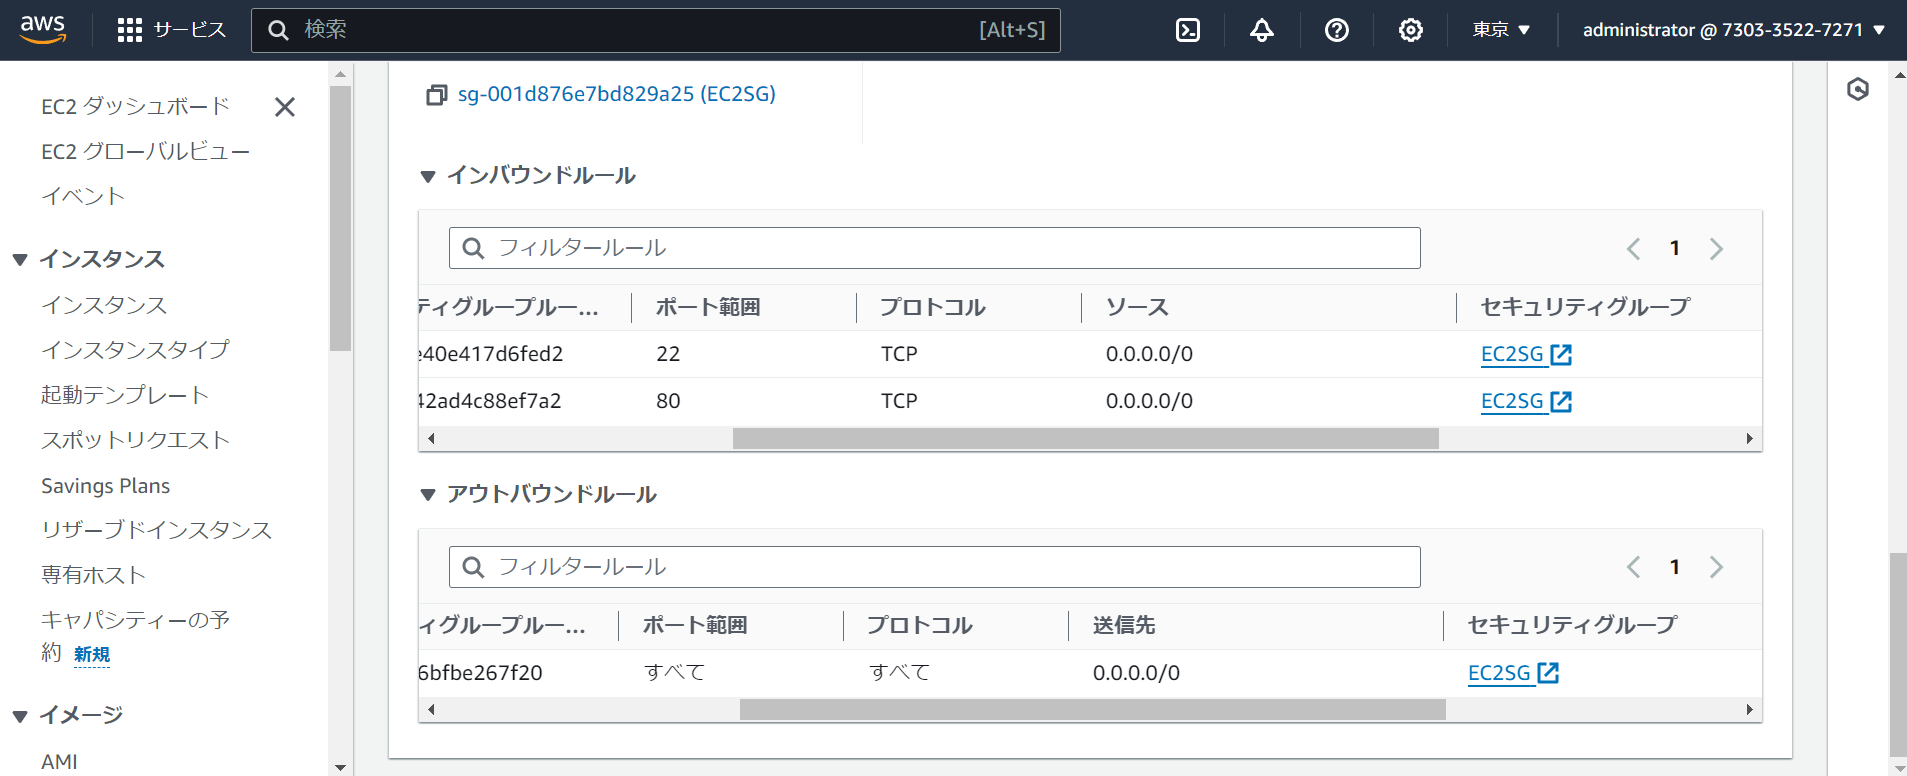 aws
サービス
検索
[Alt+S]
東京
administrator @ 7303-3522-7271
EC2 ダッシュボード
EC2 グローバルビュー
イベント
インスタンス
インスタンス
インスタンスタイプ
起動テンプレート
スポットリクエスト
Savings Plans
リザーブドインスタンス
専有ホスト
キャパシティーの予
約 新規
イメージ
AMI
sg-001d876e7bd829a25 (EC2SG)
インバウンドルール
フィルタールール
1
ティグループルー... ポート範囲 プロトコル ソース セキュリティグループ
e40e417d6fed2 22 TCP 0.0.0.0/0 EC2SG
42ad4c88ef7a2 80 TCP 0.0.0.0/0 EC2SG
アウトバウンドルール
フィルタールール
1
ィグループルー... ポート範囲 プロトコル 送信先 セキュリティグループ
6bfbe267f20 すべて すべて 0.0.0.0/0 EC2SG